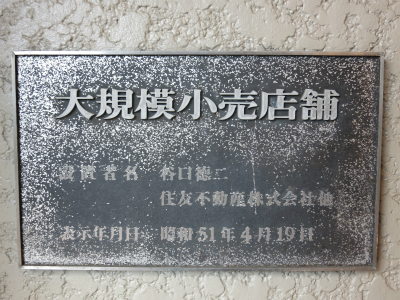 大規模小売店舗
設置者名 谷口徳二
住友不動産株式会社他
表示年月日 昭和51年4月19日